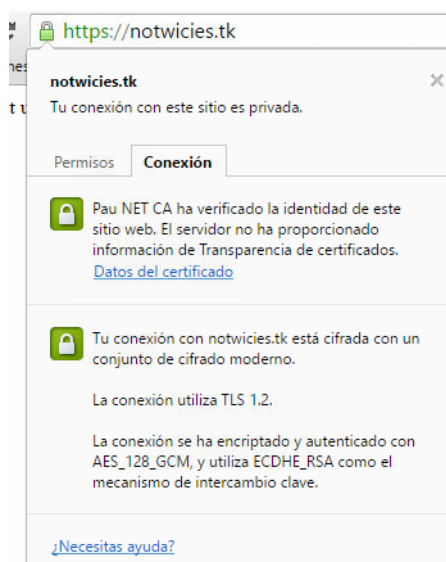 https://notwicies.tk
notwicies.tk
Tu conexión con este sitio es privada.
Permisos Conexión
Pau NET CA ha verificado la identidad de este
sitio web. El servidor no ha proporcionado
información de Transparencia de certificados.
Datos del certificado
Tu conexión con notwicies.tk está cifrada con un
conjunto de cifrado moderno.
La conexión utiliza TLS 1.2.
La conexión se ha encriptado y autenticado con
AES_128_GCM, y utiliza ECDHE_RSA como el
mecanismo de intercambio clave.
¿Necesitas ayuda?